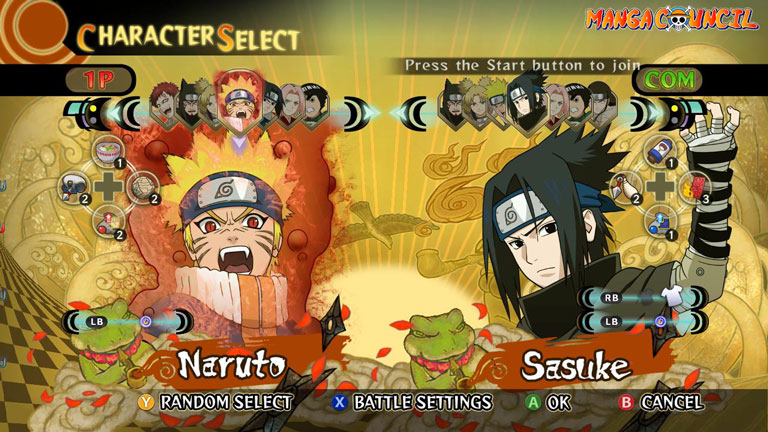 MANGA COUNCIL
CHARACTER SELECT
Press the Start button to join
1P
COM
1
2
2
2
1
2
3
1
RB
LB
LB
Naruto
Sasuke
Y RANDOM SELECT
X BATTLE SETTINGS
A OK
B CANCEL